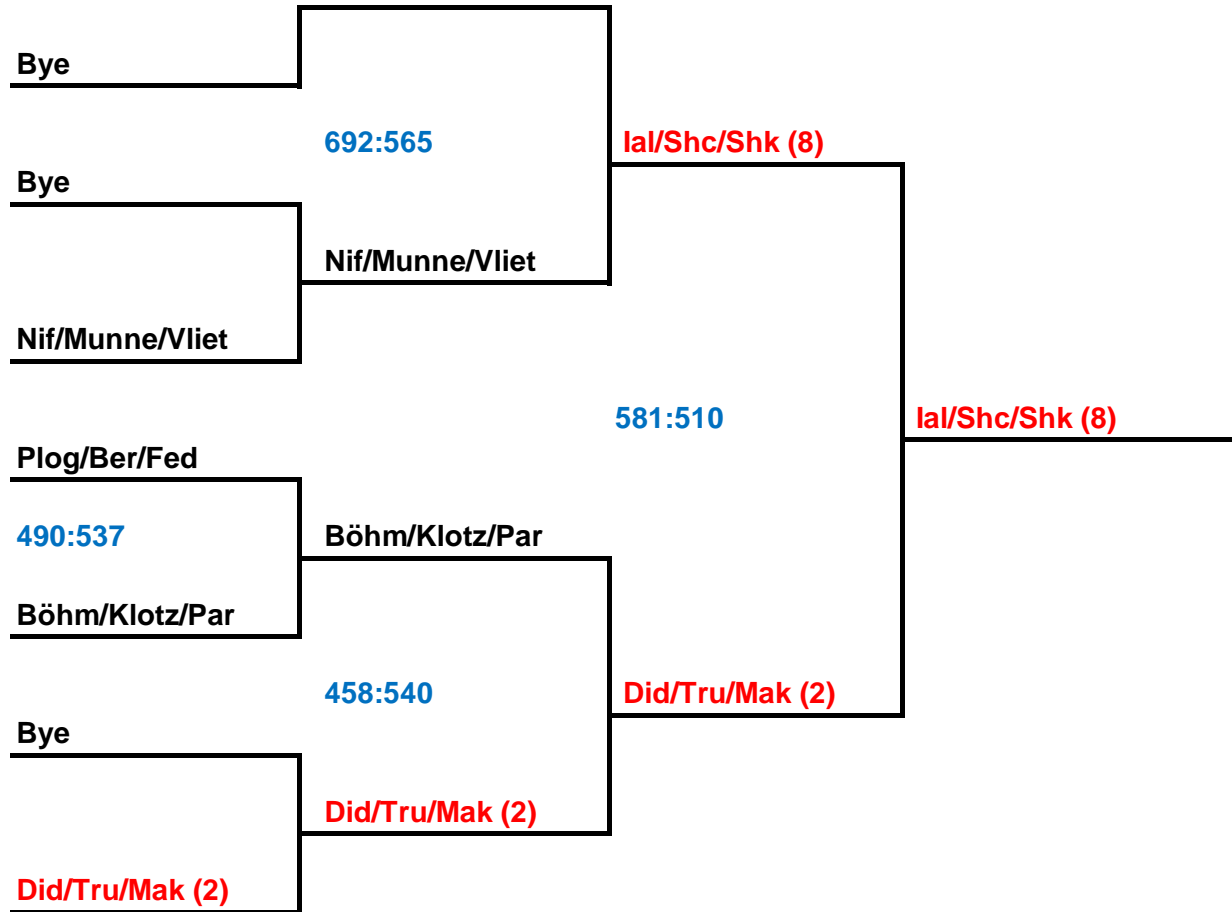 Bye
692:565 Ial/Shc/Shk (8)
Bye
Nif/Munne/Vliet
Nif/Munne/Vliet
581:510 Ial/Shc/Shk (8)
Plog/Ber/Fed
490:537 Böhm/Klotz/Par
Böhm/Klotz/Par
458:540 Did/Tru/Mak (2)
Bye
Did/Tru/Mak (2)
Did/Tru/Mak (2)